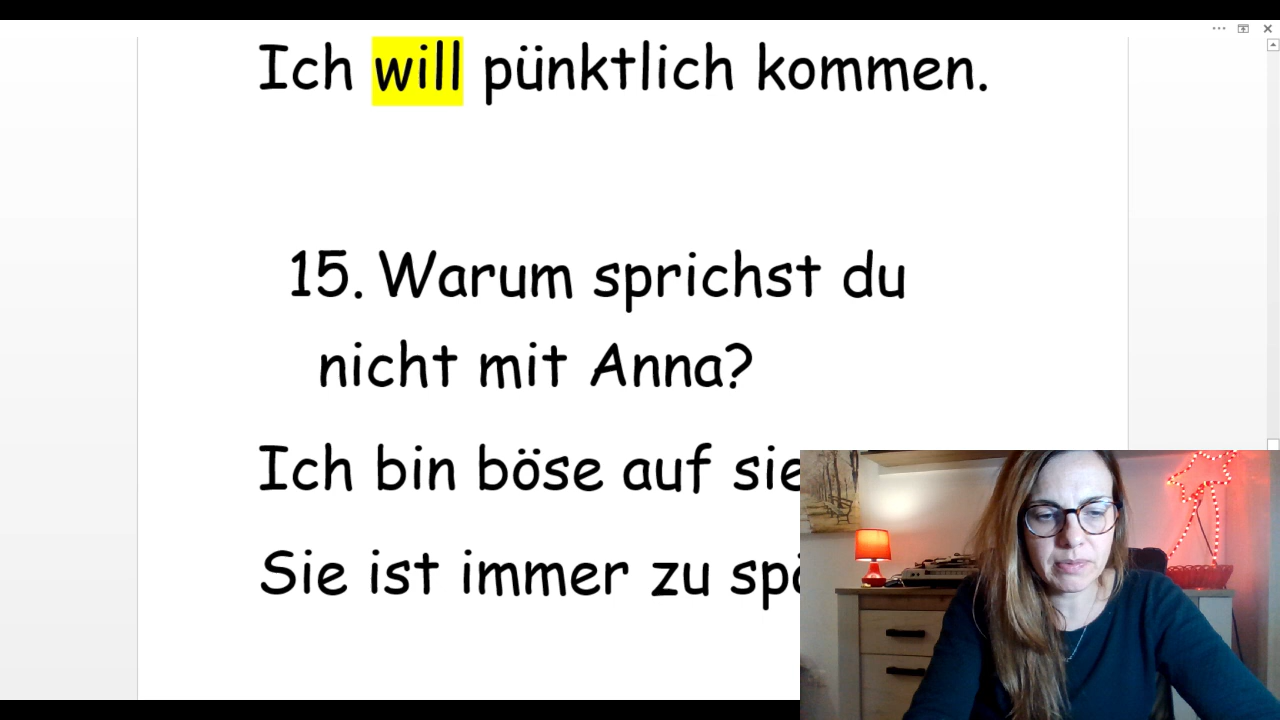 Ich will pünktlich kommen.
15. Warum sprichst du
nicht mit Anna?
Ich bin böse auf sie
Sie ist immer zu